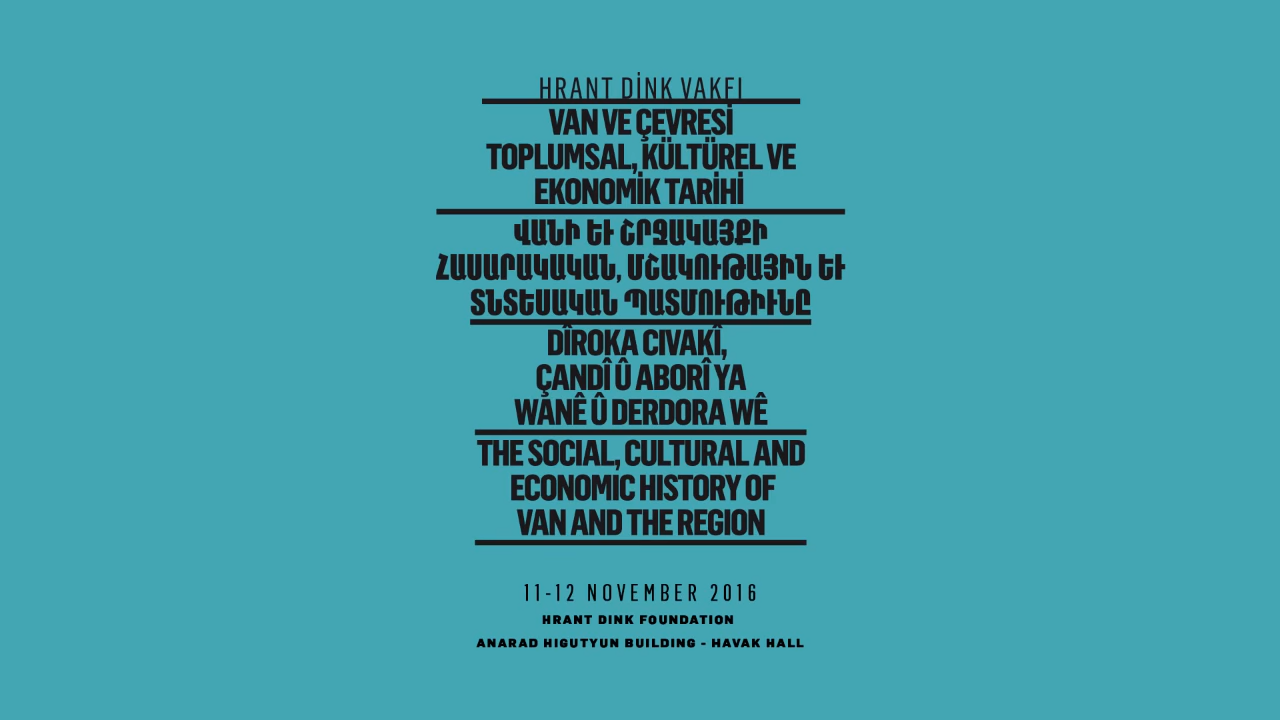 HRANT DİNK VAKFI
VAN VE ÇEVRESİ
TOPLUMSAL, KÜLTÜREL VE
EKONOMİK TARİHİ
ՎԱՆԻ ԵՒ ՇՐՋԱԿԱՅՔԻ
ՀԱՍԱՐԱԿԱԿԱՆ, ՄՇԱԿՈՒԹԱՅԻՆ ԵՒ
ՏՆՏԵՍԱԿԱՆ ՊԱՏՄՈՒԹԻՒՆԸ
DÎROKA CIVAKÎ,
ÇANDÎ Û ABORÎ YA
WANÊ Û DERDORA WÊ
THE SOCIAL, CULTURAL AND
ECONOMIC HISTORY OF
VAN AND THE REGION
11-12 NOVEMBER 2016
HRANT DINK FOUNDATION
ANARAD HIGUTYUN BUILDING - HAVAK HALL